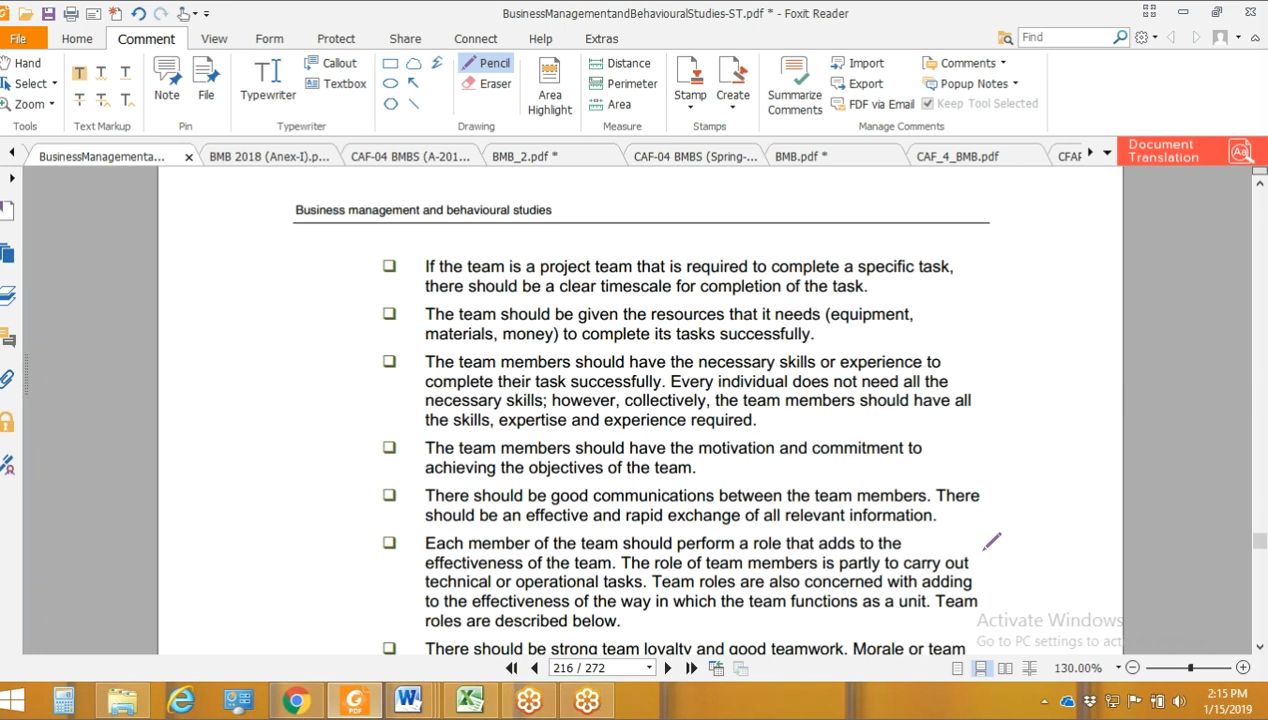 BusinessManagementandBehaviouralStudies-ST.pdf * - Foxit Reader
File Home Comment View Form Protect Share Connect Help Extras
Find
Hand
Select
Zoom
Tools
Text Markup
Note
File
Pin
Typewriter
Callout
Textbox
Typewriter
Pencil
Eraser
Drawing
Area
Highlight
Distance
Perimeter
Area
Measure
Stamp
Create
Stamps
Summarize
Comments
Import
Export
FDF via Email
Comments
Popup Notes
Keep Tool Selected
Manage Comments
BusinessManagementa... BMB 2018 (Anex-I).p... CAF-04 BMBS (A-201... BMB_2.pdf * CAF-04 BMBS (Spring-... BMB.pdf * CAF_4_BMB.pdf CFAP
Document
Translation
Business management and behavioural studies
If the team is a project team that is required to complete a specific task,
there should be a clear timescale for completion of the task.
The team should be given the resources that it needs (equipment,
materials, money) to complete its tasks successfully.
The team members should have the necessary skills or experience to
complete their task successfully. Every individual does not need all the
necessary skills; however, collectively, the team members should have all
the skills, expertise and experience required.
The team members should have the motivation and commitment to
achieving the objectives of the team.
There should be good communications between the team members. There
should be an effective and rapid exchange of all relevant information.
Each member of the team should perform a role that adds to the
effectiveness of the team. The role of team members is partly to carry out
technical or operational tasks. Team roles are also concerned with adding
to the effectiveness of the way in which the team functions as a unit. Team
roles are described below.
There should be strong team loyalty and good teamwork. Morale or team
Activate Windows
Go to PC settings to act
216 / 272
130.00%
2:15 PM
1/15/2019